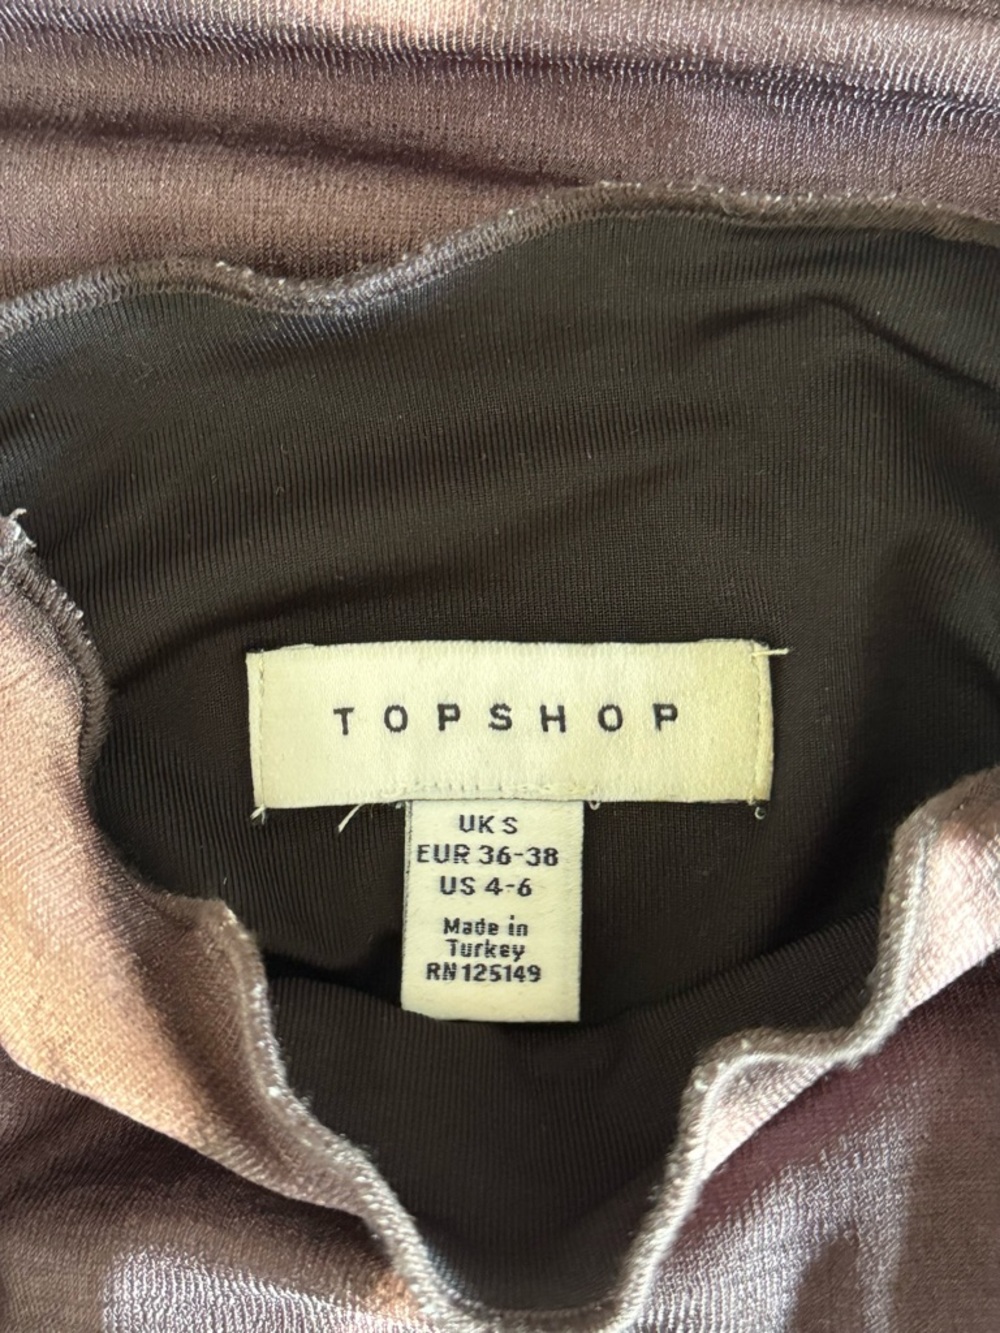 TOPSHOP
UK S
EUR 36-38
US 4-6
Made in
Turkey
RN 125149